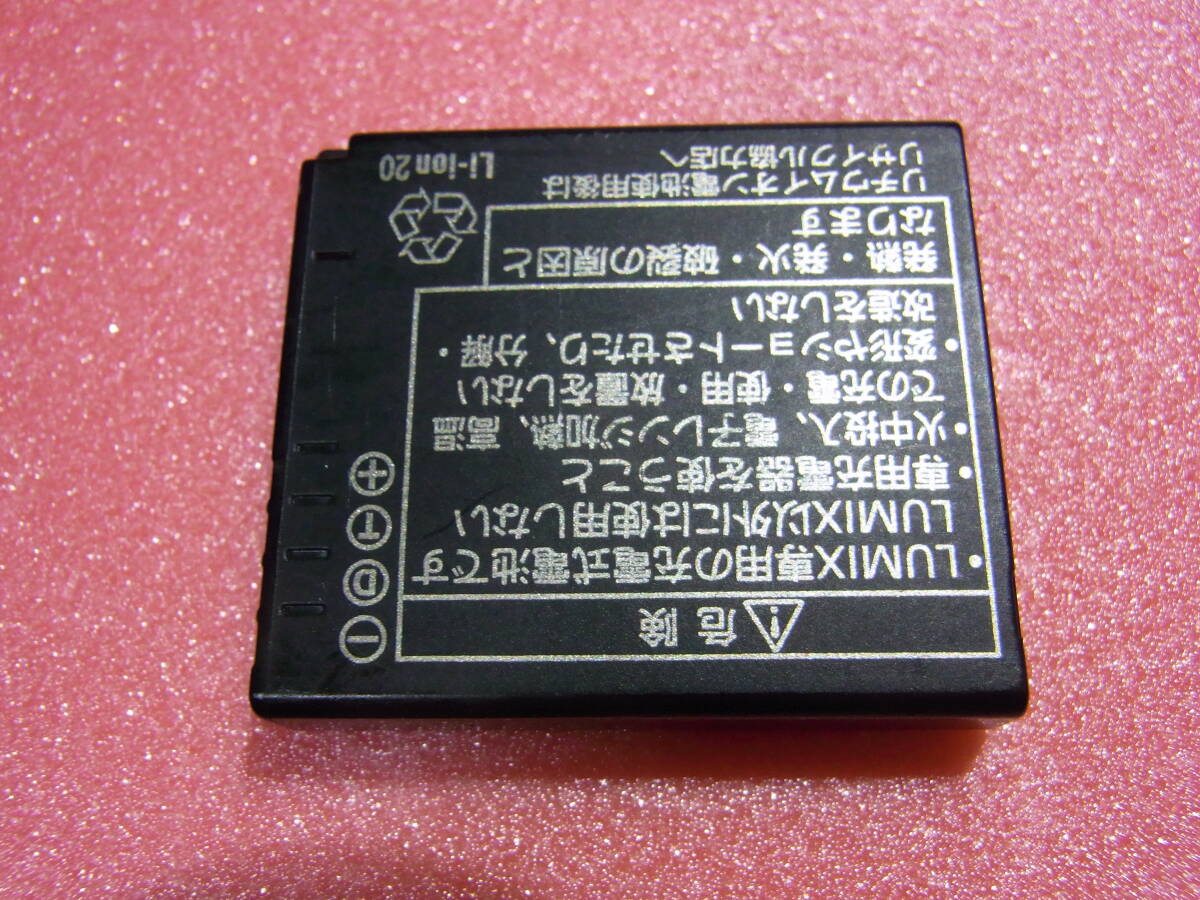 危険
・LUMIX専用の充電式電池です
LUMIX以外には使用しない
・専用充電器を使うこと
・火中投入、電子レンジ加熱、高温
での充電・使用・放置をしない
・変形やショートさせたり、分解・
改造をしない
発熱・発火・破裂の原因と
なります
リチウムイオン電池使用後は
リサイクル協力店へ
Li-ion 20
－
D
T
＋